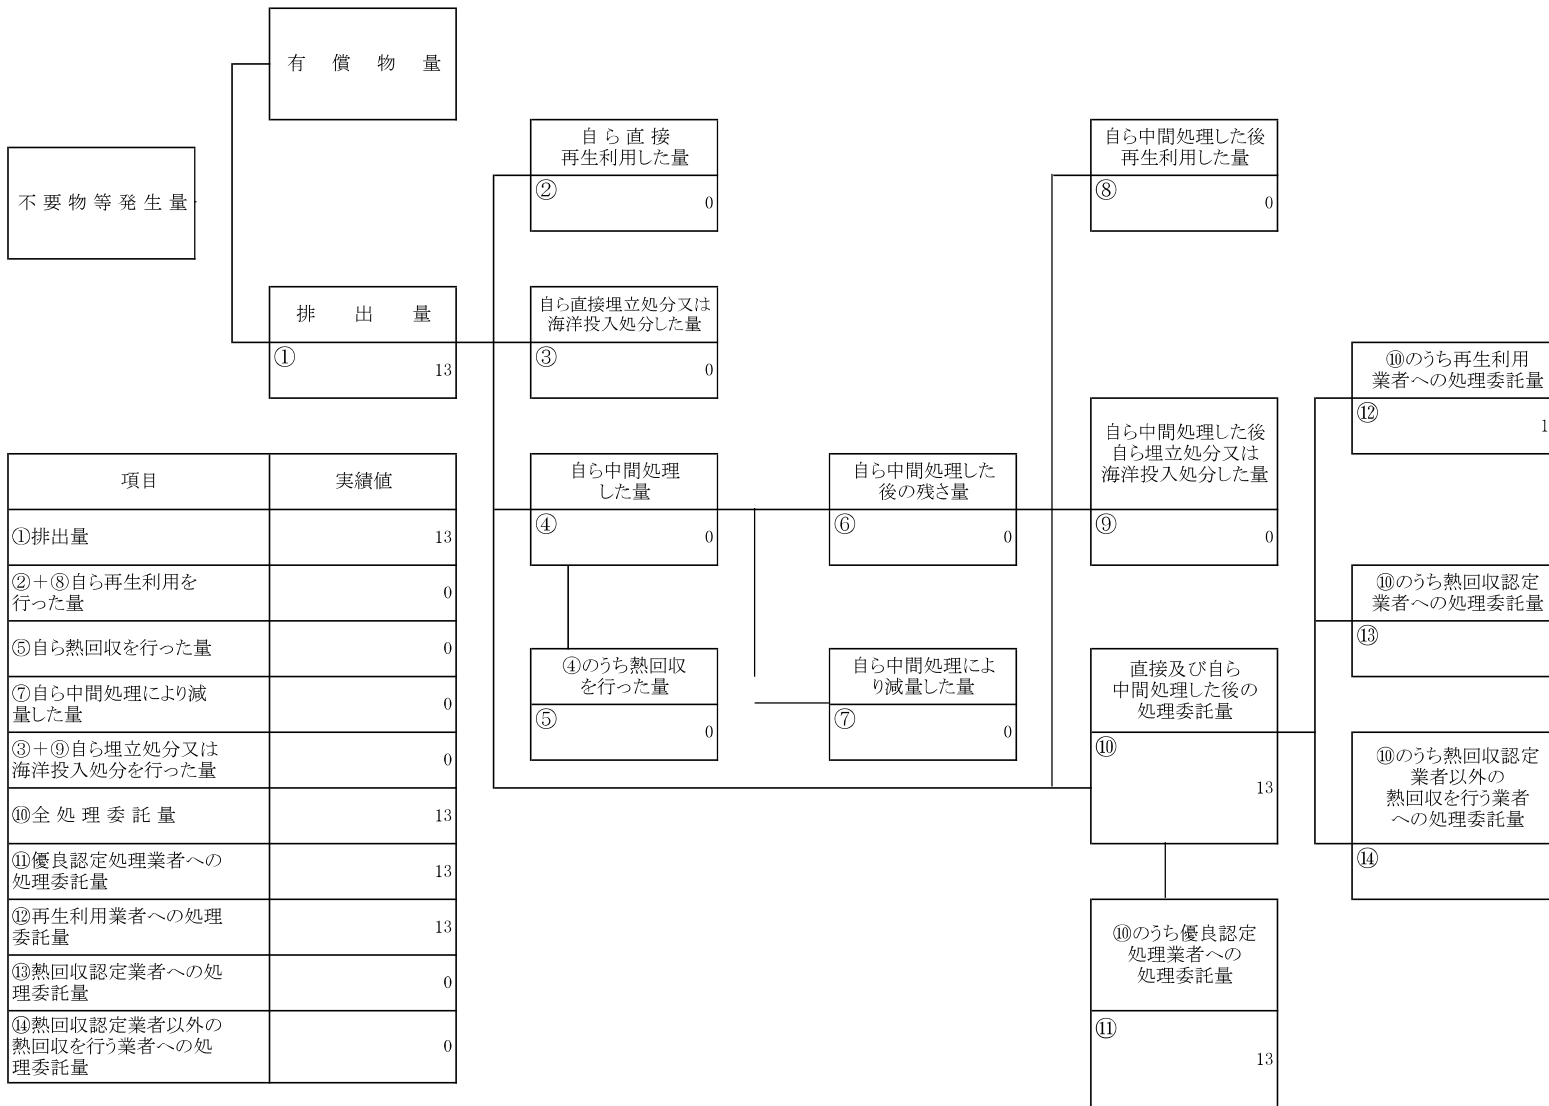 有償物量
不要物等発生量
排出量
①
13
自ら直接
再生利用した量
②
0
自ら直接埋立処分又は
海洋投入処分した量
③
0
自ら中間処理
した量
④
0
④のうち熱回収
を行った量
⑤
0
自ら中間処理した
後の残さ量
⑥
0
自ら中間処理によ
り減量した量
⑦
0
自ら中間処理した後
再生利用した量
⑧
0
自ら中間処理した後
自ら埋立処分又は
海洋投入処分した量
⑨
0
直接及び自ら
中間処理した後の
処理委託量
⑩
13
⑩のうち優良認定
処理業者への
処理委託量
⑪
13
⑩のうち再生利用
業者への処理委託量
⑫
1
⑩のうち熱回収認定
業者への処理委託量
⑬
⑩のうち熱回収認定
業者以外の
熱回収を行う業者
への処理委託量
⑭
項目 実績値
①排出量 13
②+⑧自ら再生利用を
行った量 0
⑤自ら熱回収を行った量 0
⑦自ら中間処理により減
量した量 0
③+⑨自ら埋立処分又は
海洋投入処分を行った量 0
⑩全処理委託量 13
⑪優良認定処理業者への
処理委託量 13
⑫再生利用業者への処理
委託量 13
⑬熱回収認定業者への処
理委託量 0
⑭熱回収認定業者以外の
熱回収を行う業者への処
理委託量 0